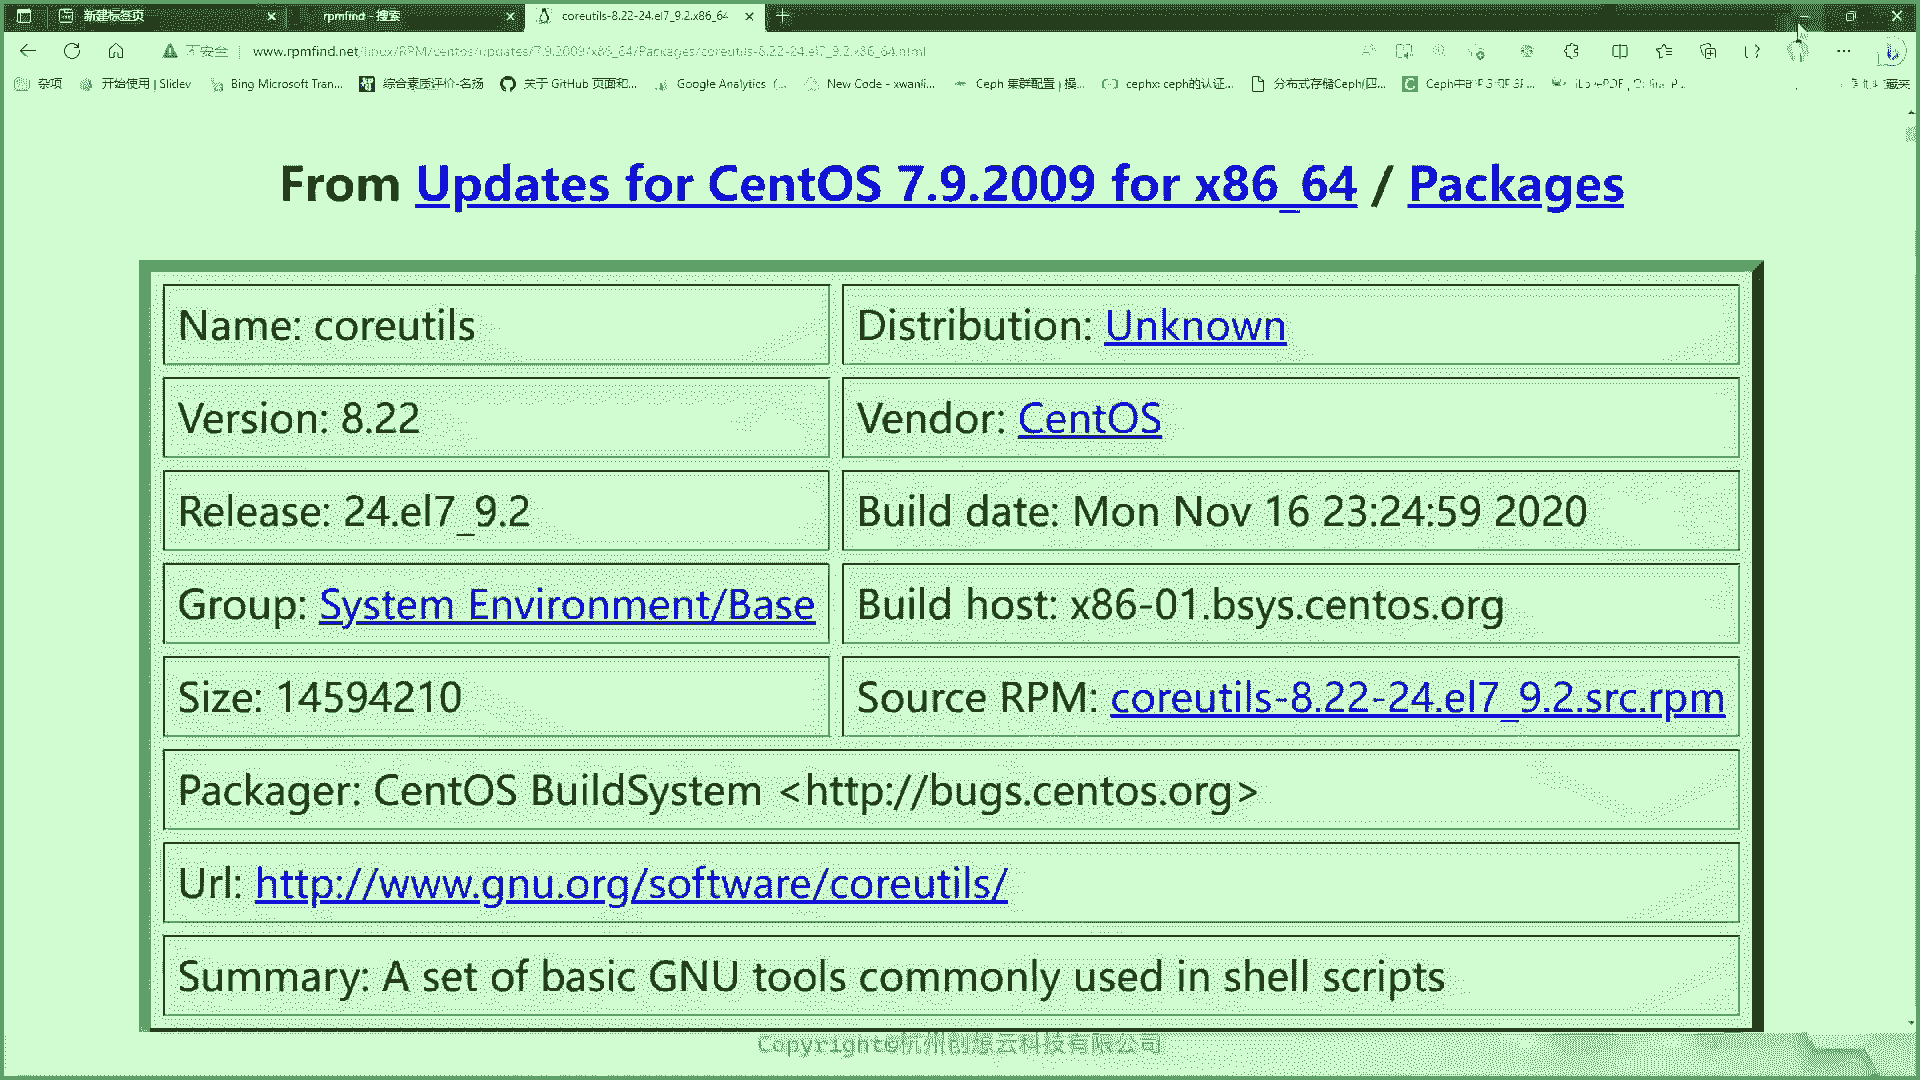 新建标签页
rpmfind - 搜索
coreutils-8.22-24.el7_9.2.x86_64
不安全
www.rpmfind.net/linux/RPM/centos/updates/7.9.2009/x86_64/Packages/coreutils-8.22-24.el7_9.2.x86_64.html
杂项
开始使用 | Slidev
Bing Microsoft Tran...
综合素质评价-名扬
关于 GitHub 页面和...
Google Analytics (...
New Code - xwanli...
Ceph 集群配置 | 操...
cephx: ceph的认证...
分布式存储Ceph(四...
From Updates for CentOS 7.9.2009 for x86_64 / Packages
Name: coreutils
Distribution: Unknown
Version: 8.22
Vendor: CentOS
Release: 24.el7_9.2
Build date: Mon Nov 16 23:24:59 2020
Group: System Environment/Base
Build host: x86-01.bsys.centos.org
Size: 14594210
Source RPM: coreutils-8.22-24.el7_9.2.src.rpm
Packager: CentOS BuildSystem <http://bugs.centos.org>
Url: http://www.gnu.org/software/coreutils/
Summary: A set of basic GNU tools commonly used in shell scripts
Copyright©杭州创想云科技有限公司